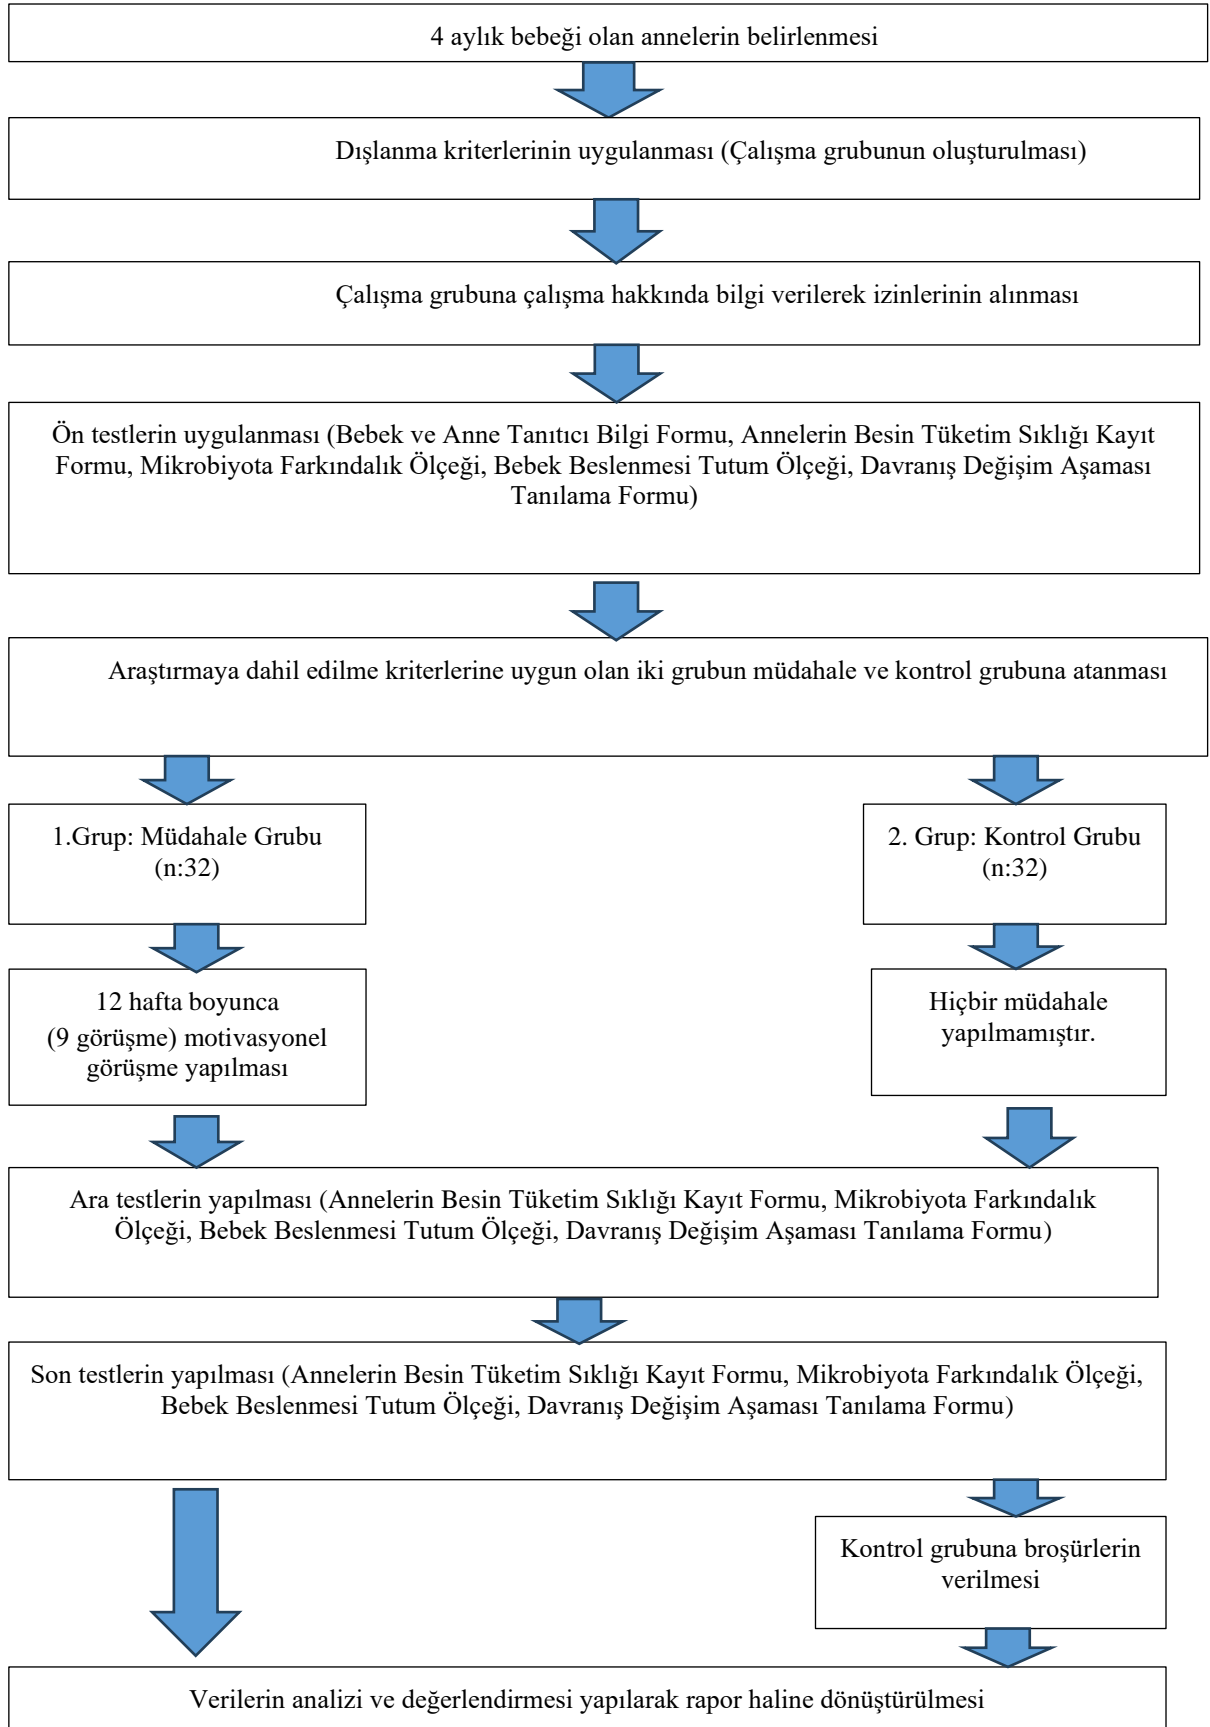 4 aylık bebeği olan annelerin belirlenmesi
Dışlanma kriterlerinin uygulanması (Çalışma grubunun oluşturulması)
Çalışma grubuna çalışma hakkında bilgi verilerek izinlerinin alınması
Ön testlerin uygulanması (Bebek ve Anne Tanıtıcı Bilgi Formu, Annelerin Besin Tüketim Sıklığı Kayıt
Formu, Mikrobiyota Farkındalık Ölçeği, Bebek Beslenmesi Tutum Ölçeği, Davranış Değişim Aşaması
Tanılama Formu)
Araştırmaya dahil edilme kriterlerine uygun olan iki grubun müdahale ve kontrol grubuna atanması
1.Grup: Müdahale Grubu
(n:32)
2. Grup: Kontrol Grubu
(n:32)
12 hafta boyunca
(9 görüşme) motivasyonel
görüşme yapılması
Hiçbir müdahale
yapılmamıştır.
Ara testlerin yapılması (Annelerin Besin Tüketim Sıklığı Kayıt Formu, Mikrobiyota Farkındalık
Ölçeği, Bebek Beslenmesi Tutum Ölçeği, Davranış Değişim Aşaması Tanılama Formu)
Son testlerin yapılması (Annelerin Besin Tüketim Sıklığı Kayıt Formu, Mikrobiyota Farkındalık Ölçeği,
Bebek Beslenmesi Tutum Ölçeği, Davranış Değişim Aşaması Tanılama Formu)
Kontrol grubuna broşürlerin
verilmesi
Verilerin analizi ve değerlendirmesi yapılarak rapor haline dönüştürülmesi